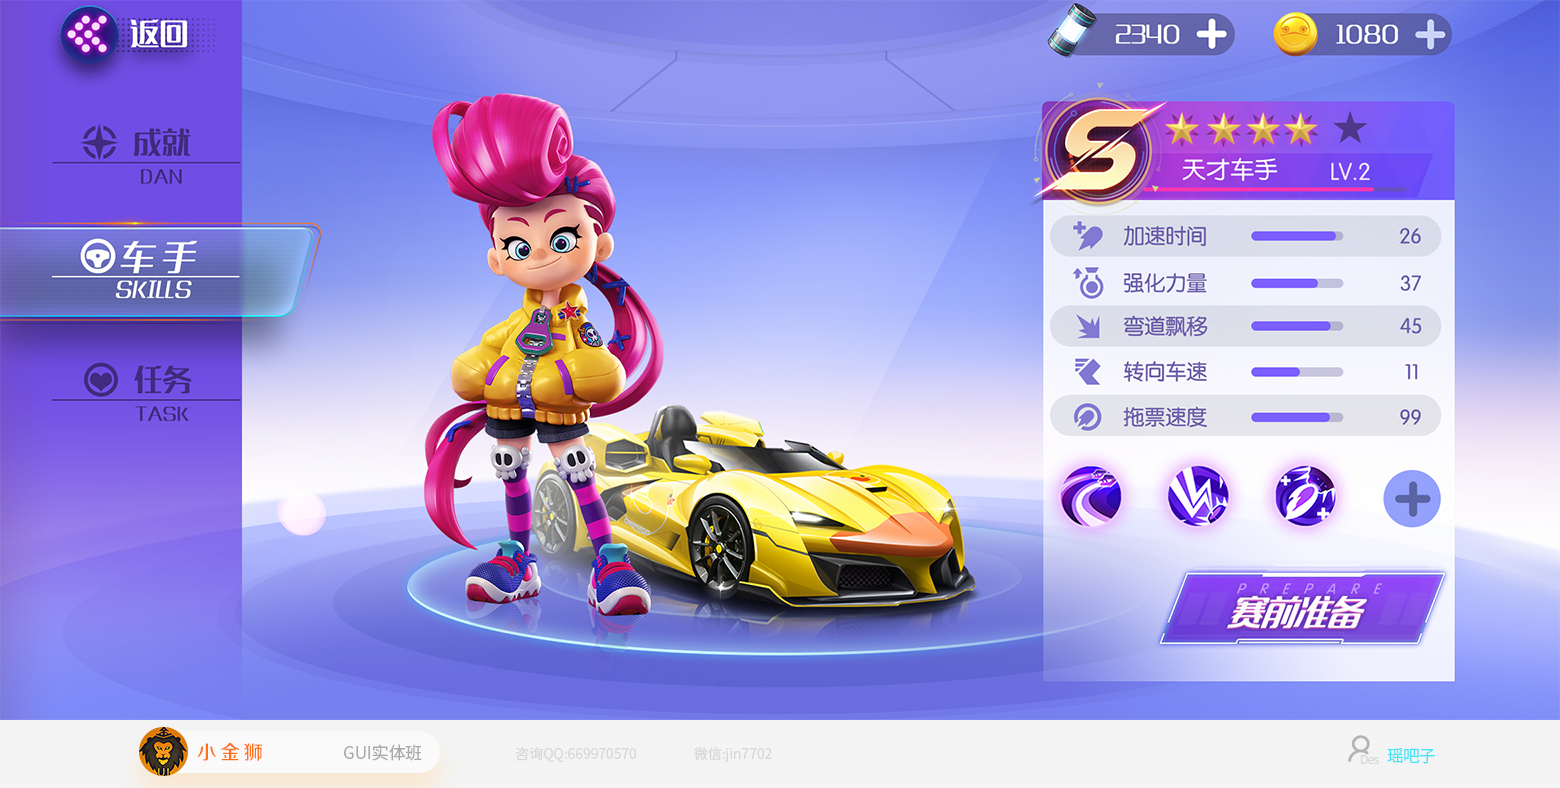 返回
2340
1080
成就
DAN
车手
SKILLS
任务
TASK
S
天才车手 LV.2
加速时间 26
强化力量 37
弯道飘移 45
转向车速 11
拖票速度 99
PREPARE
赛前准备
小金狮
GUI实体班
咨询QQ:669970570
微信:jin7702
Des
瑶吧子